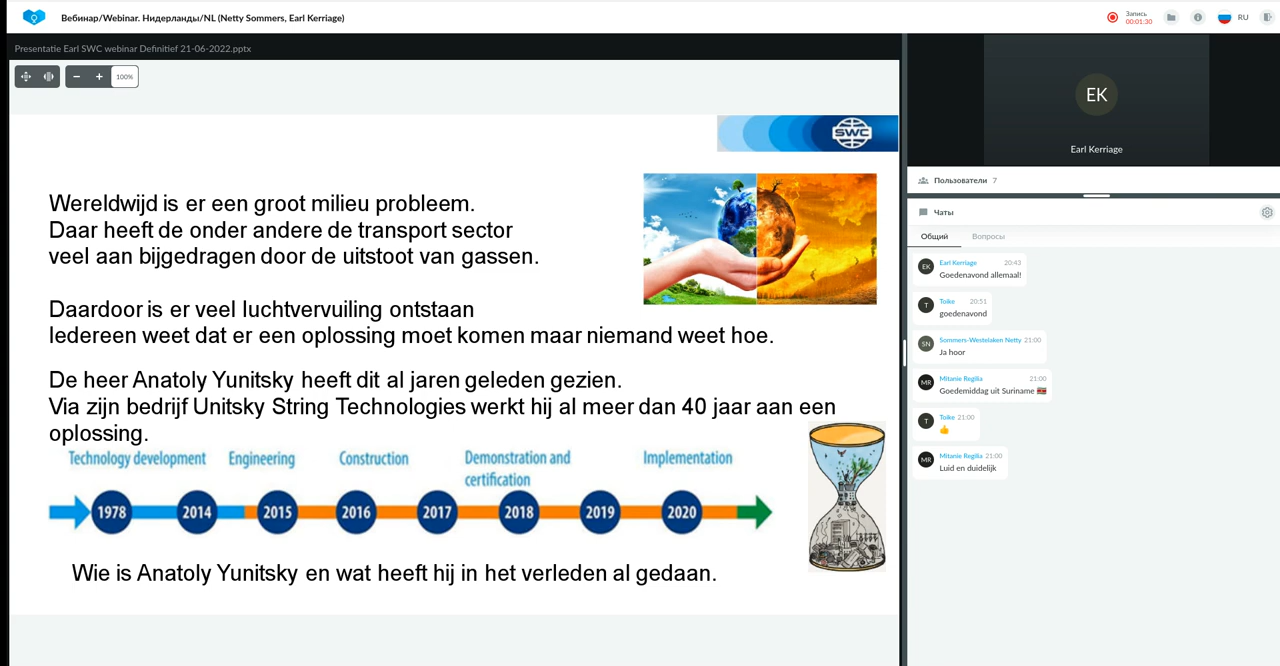 Вебинар/Webinar. Нидерланды/NL (Netty Sommers, Earl Kerriage)
Запись
00:01:30
RU
Presentatie Earl SWC webinar Definitief 21-06-2022.pptx
100%
SWC
Wereldwijd is er een groot milieu probleem.
Daar heeft de onder andere de transport sector
veel aan bijgedragen door de uitstoot van gassen.
Daardoor is er veel luchtvervuiling ontstaan
Iedereen weet dat er een oplossing moet komen maar niemand weet hoe.
De heer Anatoly Yunitsky heeft dit al jaren geleden gezien.
Via zijn bedrijf Unitsky String Technologies werkt hij al meer dan 40 jaar aan een
oplossing.
Technology development Engineering Construction Demonstration and Implementation
certification
1978 2014 2015 2016 2017 2018 2019 2020
Wie is Anatoly Yunitsky en wat heeft hij in het verleden al gedaan.
EK
Earl Kerriage
Пользователи 7
Чаты
Общий Вопросы
EK Earl Kerriage 20:43
Goedenavond allemaal!
T Toike 20:51
goedenavond
SN Sommers-Westelaken Netty 21:00
Ja hoor
MR Mitanie Regilia 21:00
Goedemiddag uit Suriname 🇸🇷
T Toike 21:00
👍
MR Mitanie Regilia 21:00
Luid en duidelijk